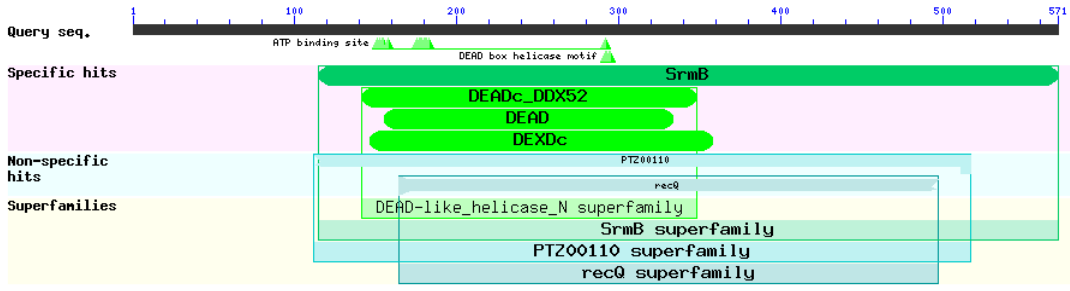 1 100 200 300 400 500 571
Query seq.
ATP binding site
DEAD box helicase motif
Specific hits
SrmB
DEADc_DDX52
DEAD
DEXDc
Non-specific
hits
PTZ00110
recQ
Superfamilies
DEAD-like_helicase_N superfamily
SrmB superfamily
PTZ00110 superfamily
recQ superfamily